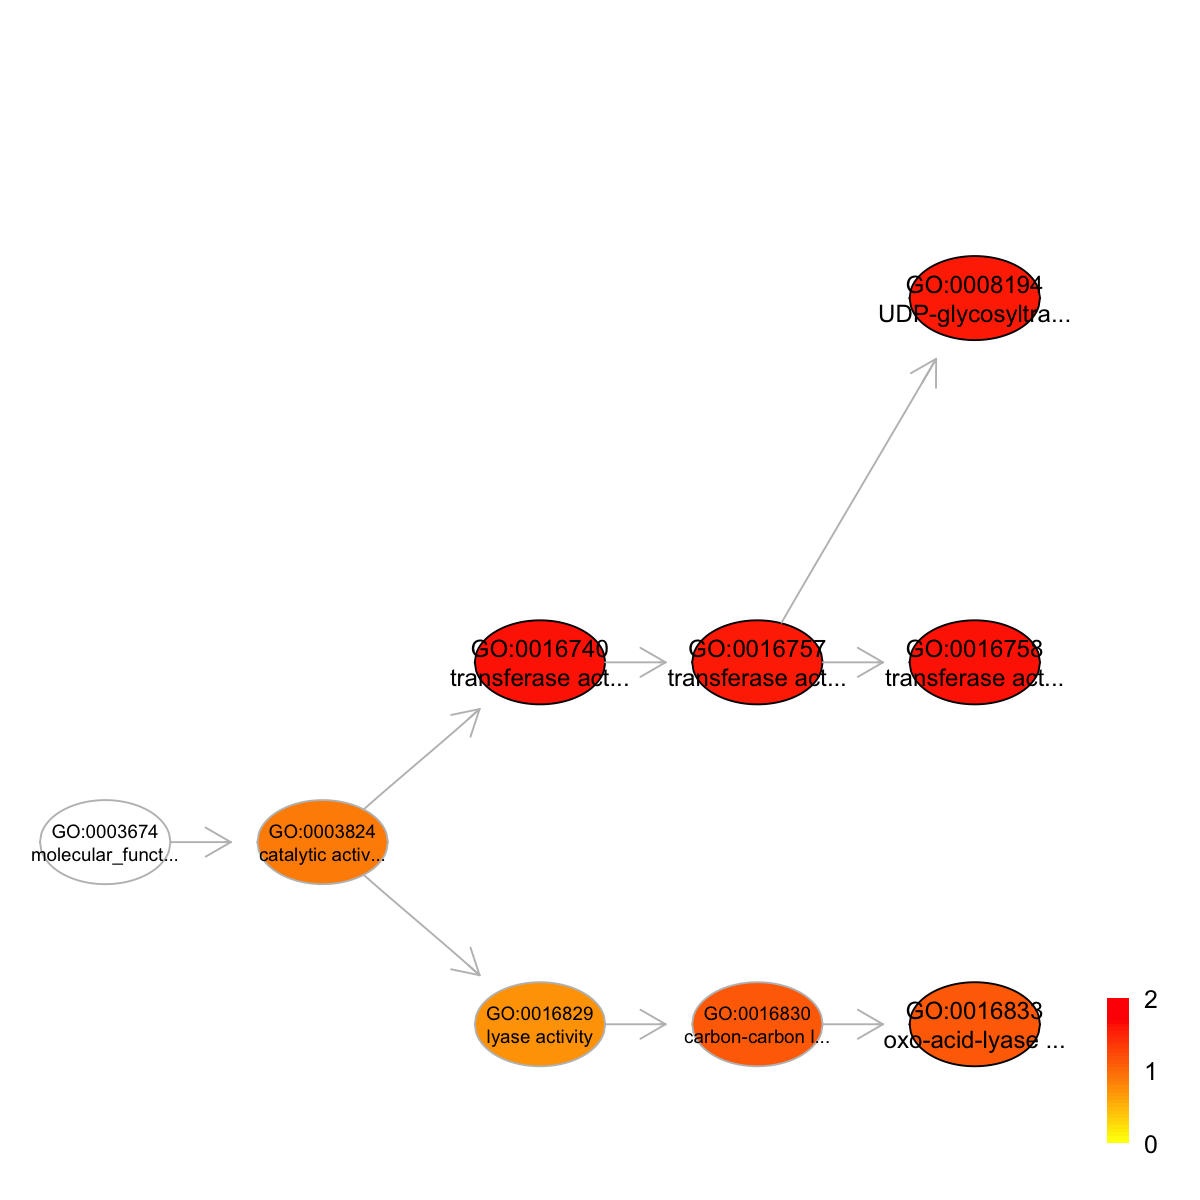 GO:0008194
UDP-glycosyltra...
GO:0016740
transferase act...
GO:0016757
transferase act...
GO:0016758
transferase act...
GO:0003674
molecular_funct...
GO:0003824
catalytic activ...
GO:0016829
lyase activity
GO:0016830
carbon-carbon l...
GO:0016833
oxo-acid-lyase ...
2
1
0